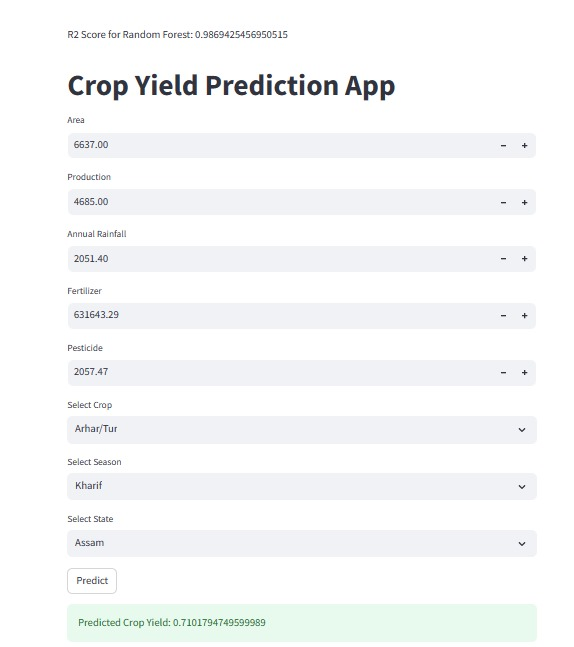 R2 Score for Random Forest: 0.9869425456950515
Crop Yield Prediction App
Area
6637.00
Production
4685.00
Annual Rainfall
2051.40
Fertilizer
631643.29
Pesticide
2057.47
Select Crop
Arhar/Tur
Select Season
Kharif
Select State
Assam
Predict
Predicted Crop Yield: 0.7101794749599989